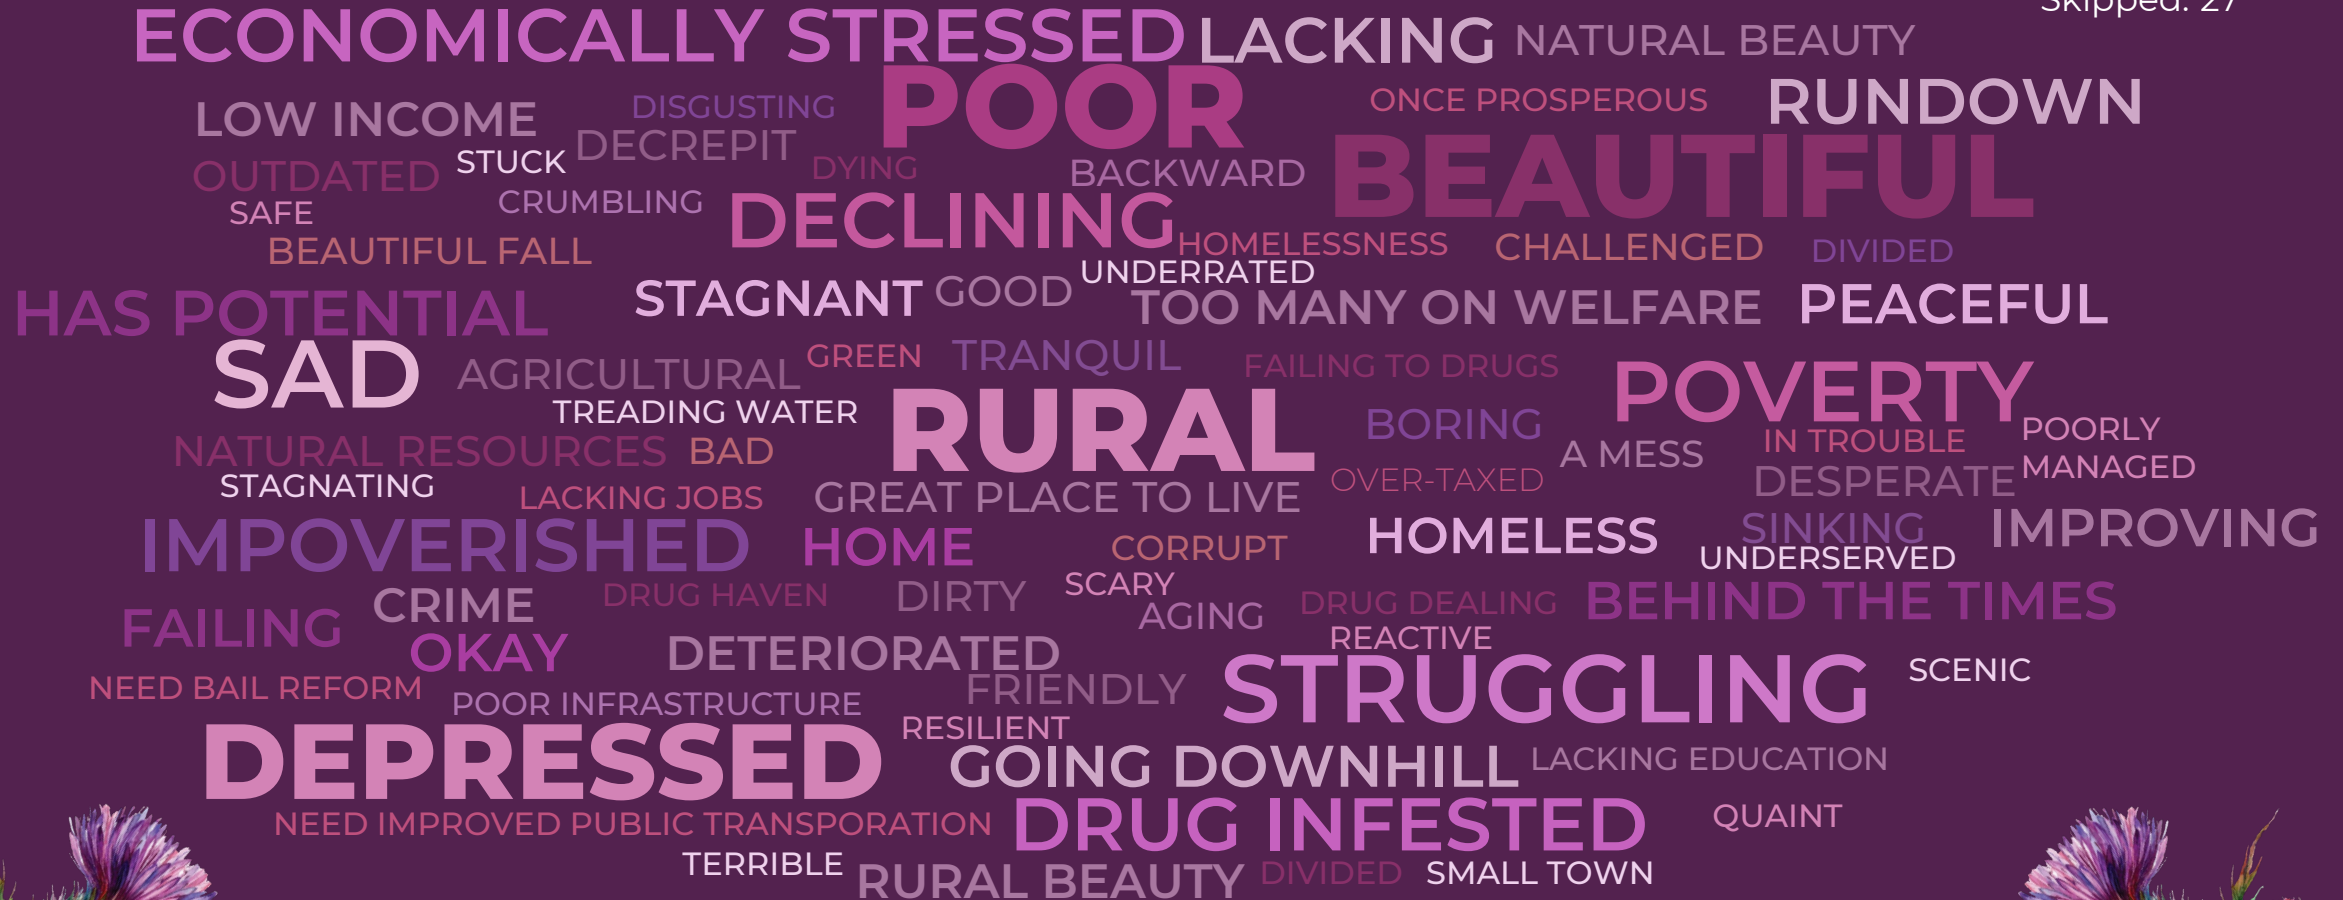 Skipped: 27
ECONOMICALLY STRESSED
LACKING
NATURAL BEAUTY
LOW INCOME
DISGUSTING
POOR
ONCE PROSPEROUS
RUNDOWN
OUTDATED
STUCK
DECREPIT
DYING
BACKWARD
BEAUTIFUL
SAFE
CRUMBLING
DECLINING
BEAUTIFUL FALL
HOMELESSNESS
CHALLENGED
DIVIDED
HAS POTENTIAL
STAGNANT
GOOD
UNDERRATED
TOO MANY ON WELFARE
PEACEFUL
SAD
AGRICULTURAL
GREEN
TRANQUIL
FAILING TO DRUGS
POVERTY
TREADING WATER
RURAL
BORING
A MESS
IN TROUBLE
POORLY
MANAGED
NATURAL RESOURCES
BAD
OVER-TAXED
DESPERATE
STAGNATING
LACKING JOBS
GREAT PLACE TO LIVE
IMPOVERISHED
HOME
CORRUPT
HOMELESS
SINKING
IMPROVING
UNDERSERVED
CRIME
DRUG HAVEN
DIRTY
SCARY
AGING
DRUG DEALING
BEHIND THE TIMES
FAILING
OKAY
DETERIORATED
REACTIVE
STRUGGLING
SCENIC
NEED BAIL REFORM
POOR INFRASTRUCTURE
FRIENDLY
RESILIENT
DEPRESSED
GOING DOWNHILL
LACKING EDUCATION
NEED IMPROVED PUBLIC TRANSPORATION
DRUG INFESTED
QUAINT
TERRIBLE
RURAL BEAUTY
DIVIDED
SMALL TOWN